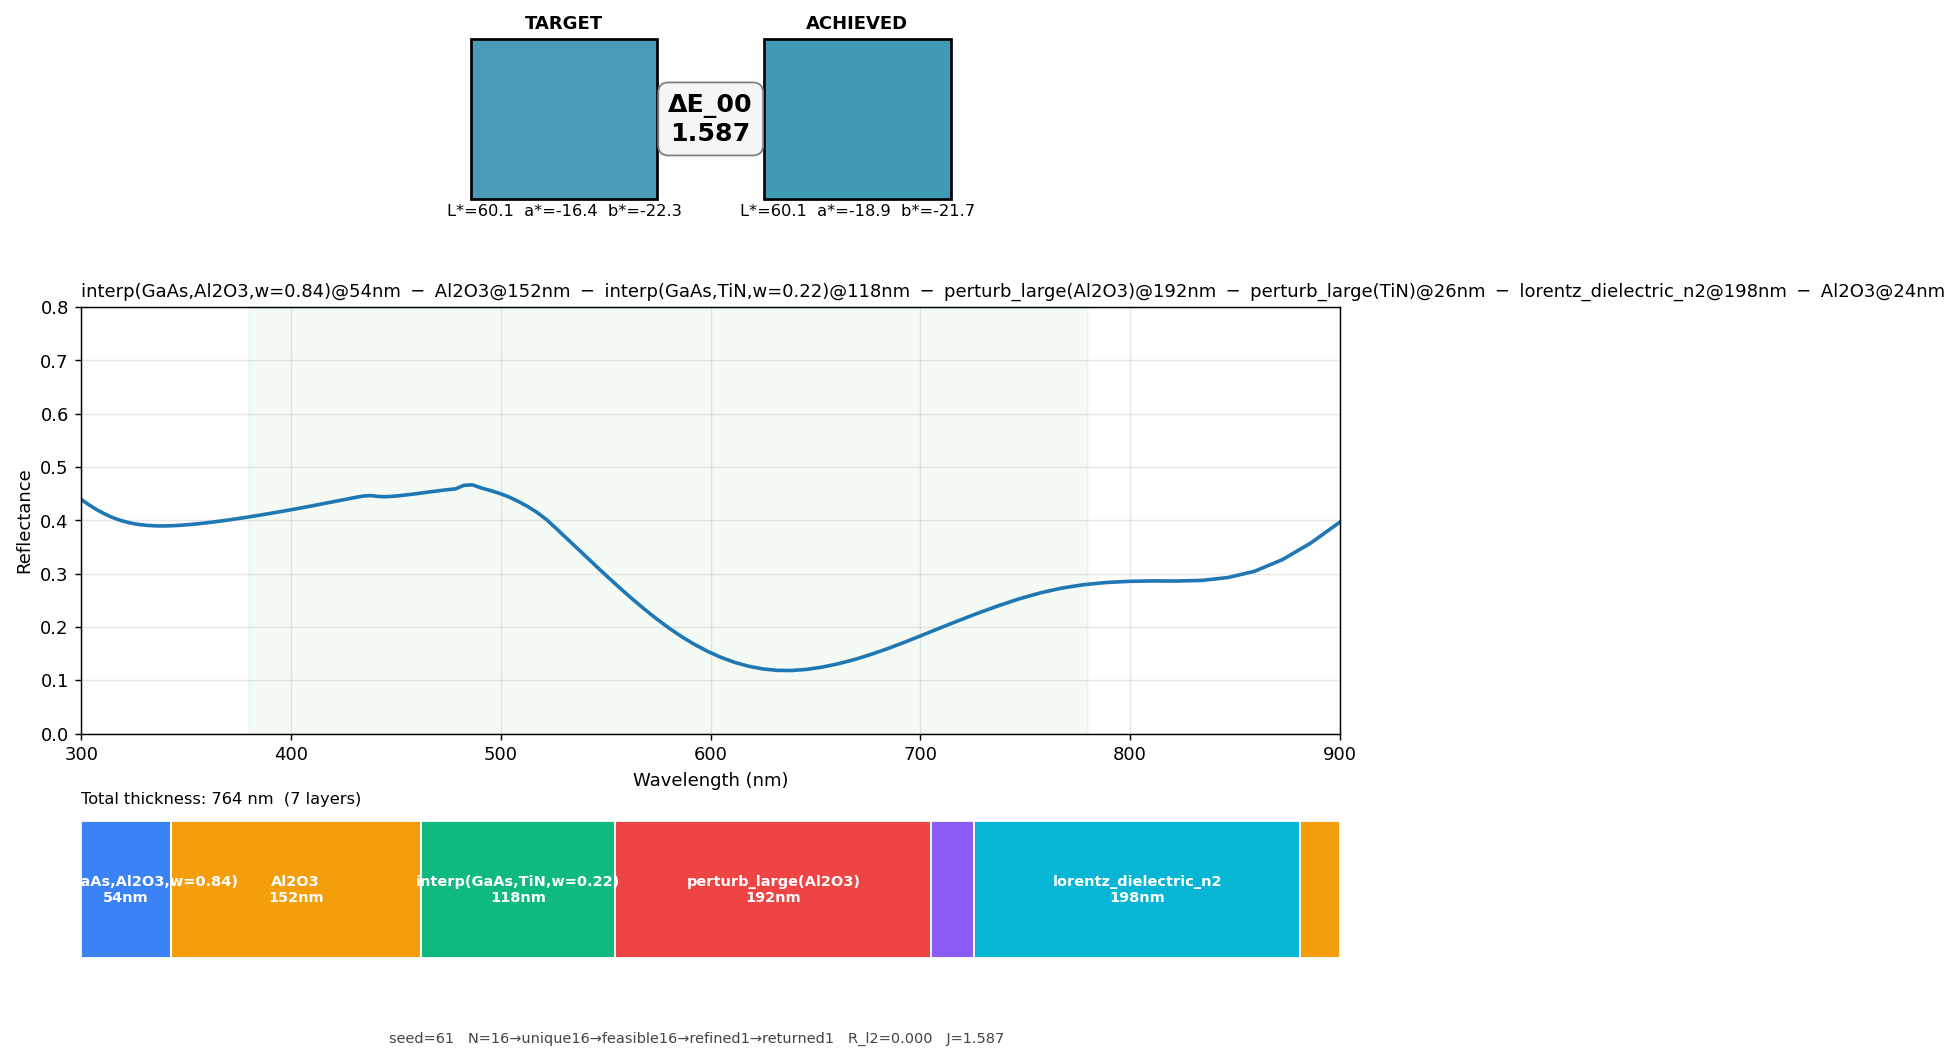 TARGET
ACHIEVED
ΔE_00
1.587
L*=60.1  a*=-16.4  b*=-22.3
L*=60.1  a*=-18.9  b*=-21.7
interp(GaAs,Al2O3,w=0.84)@54nm − Al2O3@152nm − interp(GaAs,TiN,w=0.22)@118nm − perturb_large(Al2O3)@192nm − perturb_large(TiN)@26nm − lorentz_dielectric_n2@198nm − Al2O3@24nm
0.8
0.7
0.6
0.5
0.4
0.3
0.2
0.1
0.0
Reflectance
300 400 500 600 700 800 900
Wavelength (nm)
Total thickness: 764 nm  (7 layers)
aAs,Al2O3,w=0.84)
54nm
Al2O3
152nm
interp(GaAs,TiN,w=0.22)
118nm
perturb_large(Al2O3)
192nm
lorentz_dielectric_n2
198nm
seed=61   N=16→unique16→feasible16→refined1→returned1   R_l2=0.000   J=1.587